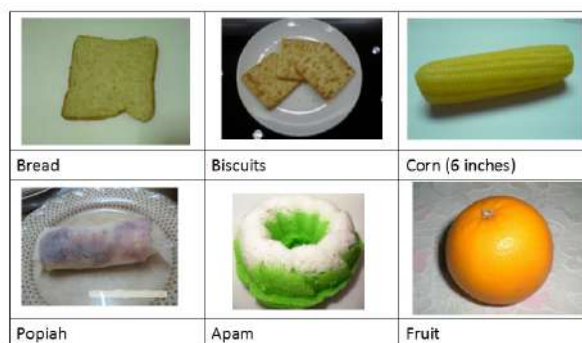 Bread
Biscuits
Corn (6 inches)
Popiah
Apam
Fruit